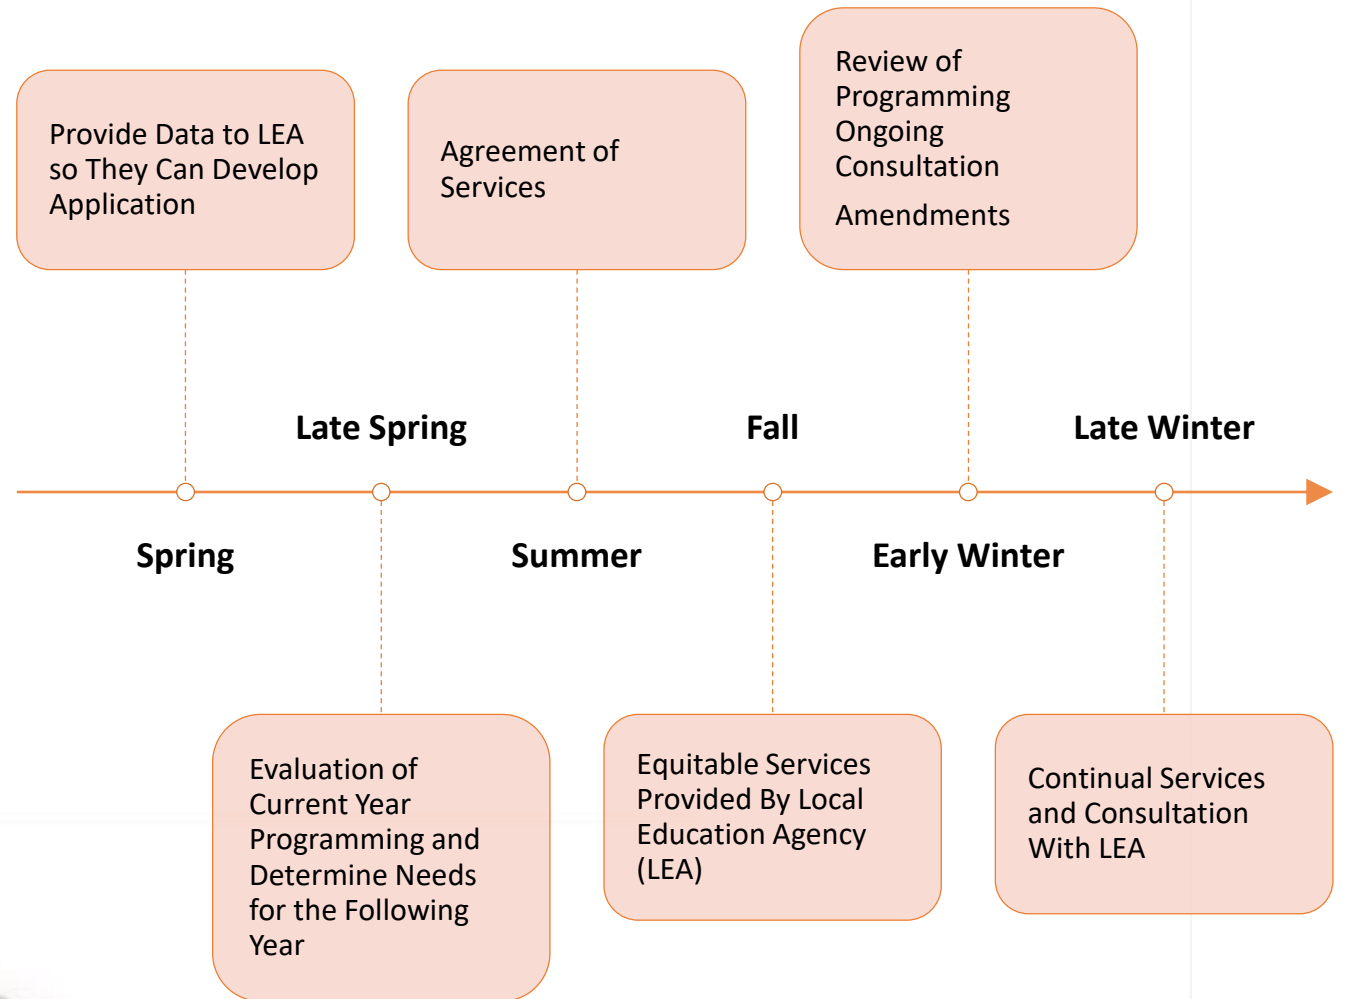 Provide Data to LEA
so They Can Develop
Application
Agreement of
Services
Review of
Programming
Ongoing
Consultation
Amendments
Late Spring
Fall
Late Winter
Spring
Summer
Early Winter
Evaluation of
Current Year
Programming and
Determine Needs
for the Following
Year
Equitable Services
Provided By Local
Education Agency
(LEA)
Continual Services
and Consultation
With LEA